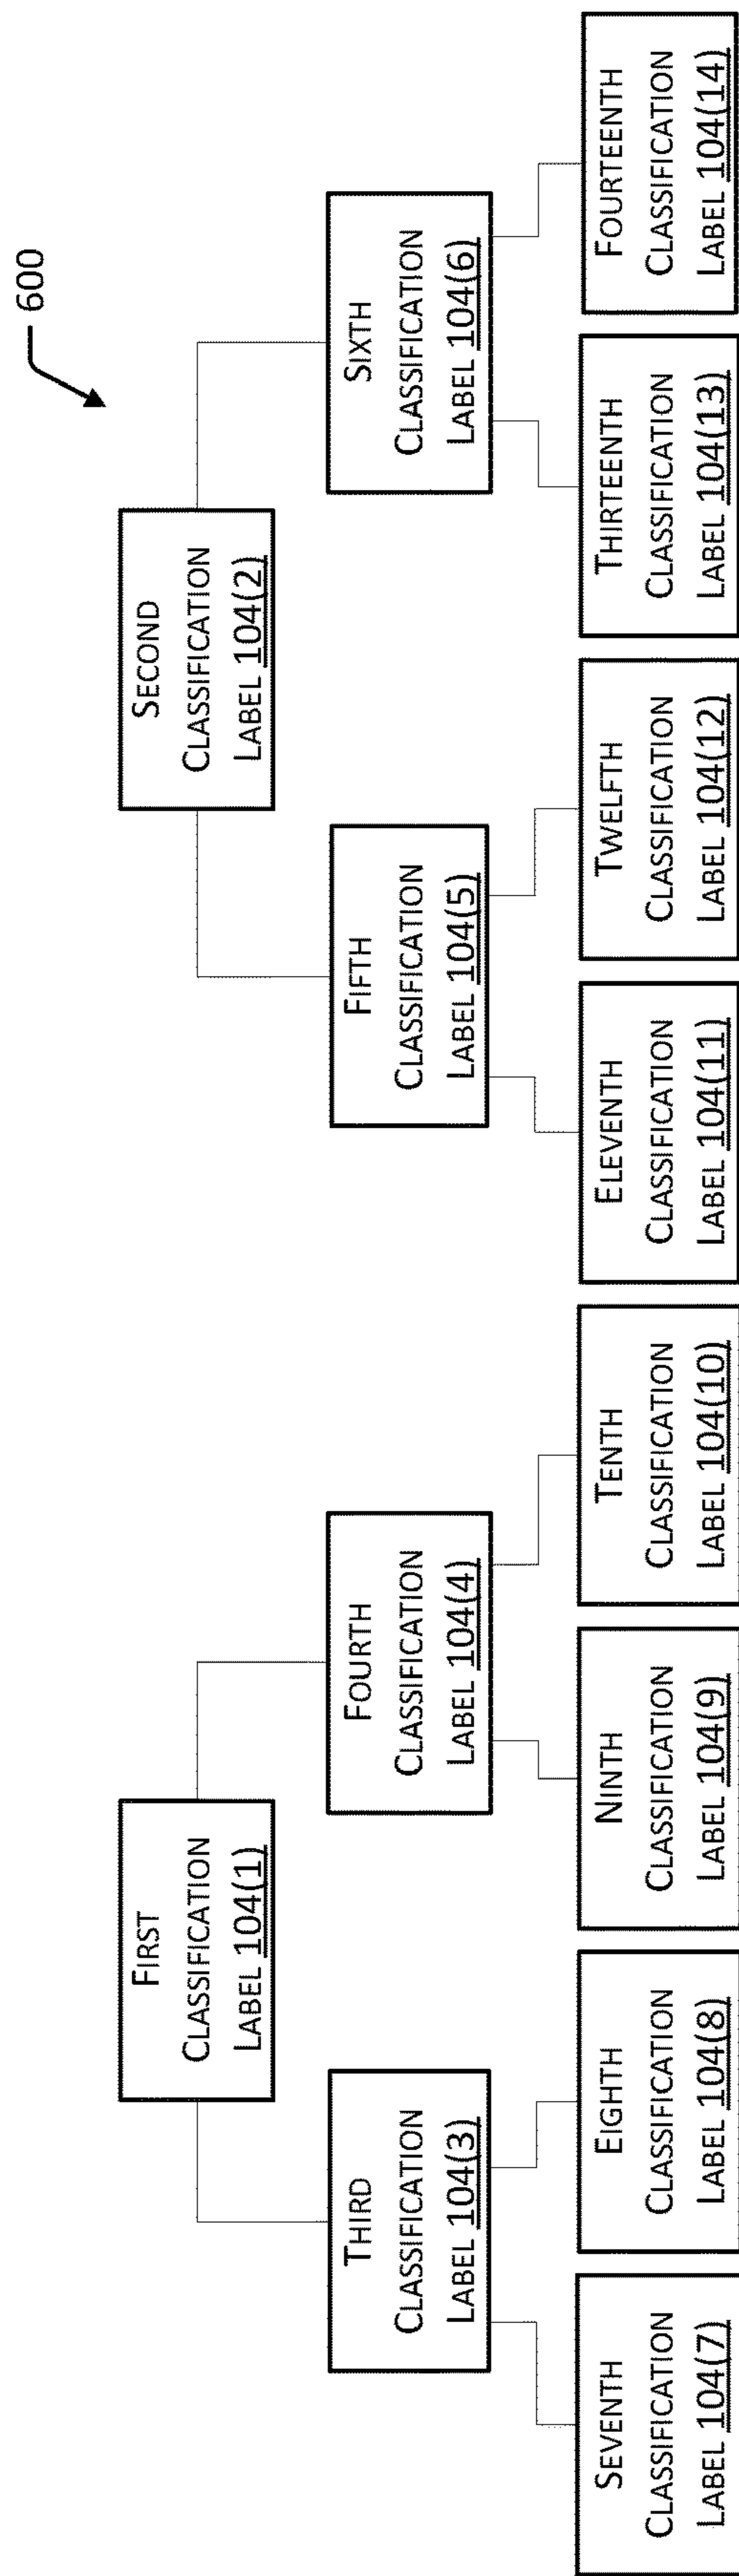 600
FIRST
CLASSIFICATION
LABEL 104(1)
SECOND
CLASSIFICATION
LABEL 104(2)
THIRD
CLASSIFICATION
LABEL 104(3)
FOURTH
CLASSIFICATION
LABEL 104(4)
FIFTH
CLASSIFICATION
LABEL 104(5)
SIXTH
CLASSIFICATION
LABEL 104(6)
SEVENTH
CLASSIFICATION
LABEL 104(7)
EIGHTH
CLASSIFICATION
LABEL 104(8)
NINTH
CLASSIFICATION
LABEL 104(9)
TENTH
CLASSIFICATION
LABEL 104(10)
ELEVENTH
CLASSIFICATION
LABEL 104(11)
TWELFTH
CLASSIFICATION
LABEL 104(12)
THIRTEENTH
CLASSIFICATION
LABEL 104(13)
FOURTEENTH
CLASSIFICATION
LABEL 104(14)